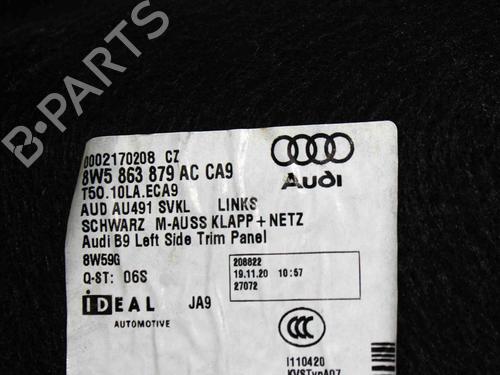 B-PARTS
0002170208 CZ
8W5 863 879 AC CA9
T50.10LA.ECA9
AUD AU491 SVKL LINKS
SCHWARZ M-AUSS KLAPP+NETZ
Audi B9 Left Side Trim Panel
8W59G
Q-ST: 06S
IDEAL JA9
AUTOMOTIVE
Audi
208822
19.11.20 10:57
27072
CCC
I110420
KVSTypA07